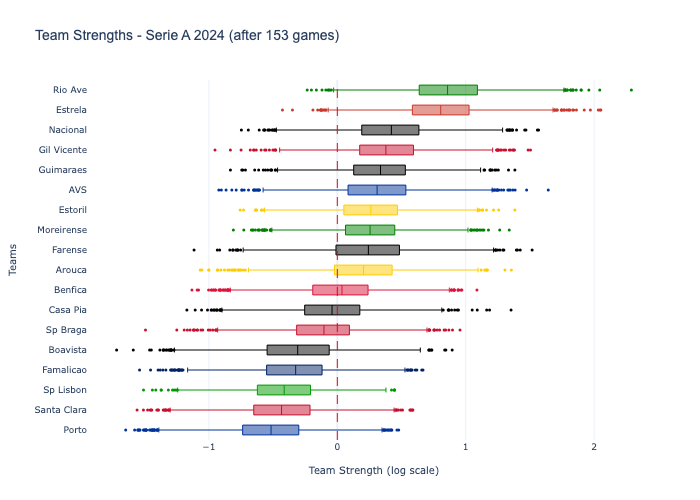 Team Strengths - Serie A 2024 (after 153 games)
Rio Ave
Estrela
Nacional
Gil Vicente
Guimaraes
AVS
Estoril
Moreirense
Farense
Arouca
Benfica
Casa Pia
Sp Braga
Boavista
Famalicao
Sp Lisbon
Santa Clara
Porto
Teams
−1 0 1 2
Team Strength (log scale)